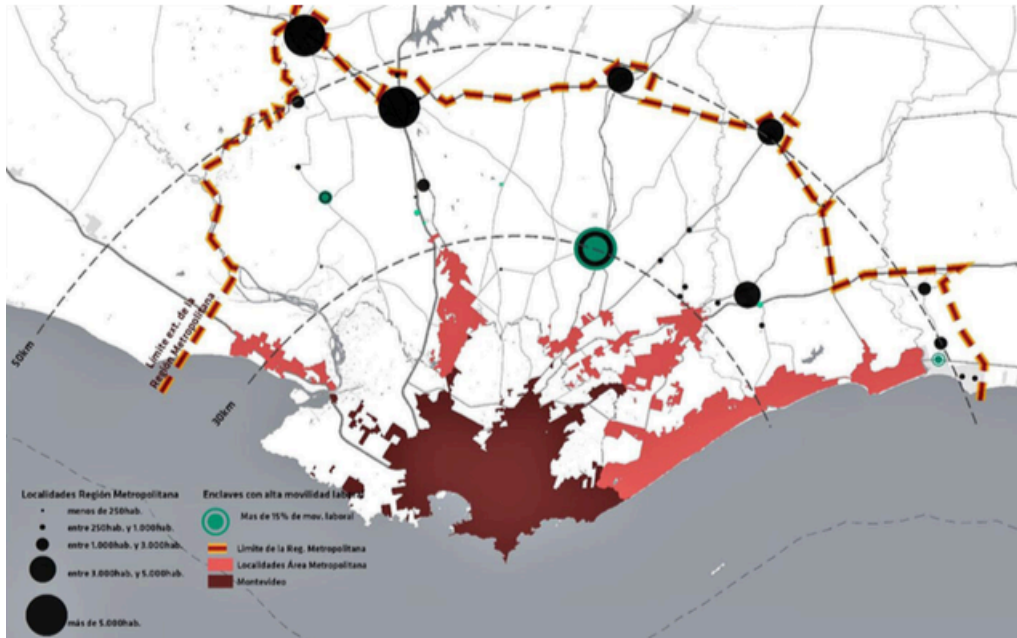 Límite ext. de la
Región Metropolitana
50km
30km
Localidades Región Metropolitana
menos de 250hab.
entre 250hab. y 1.000hab.
entre 1.000hab y 3.000hab.
entre 3.000hab. y 5.000hab.
más de 5.000hab.
Enclaves con alta movilidad laboral
Mas de 15% de mov. laboral
Límite de la Reg. Metropolitana
Localidades Área Metropolitana
Montevideo